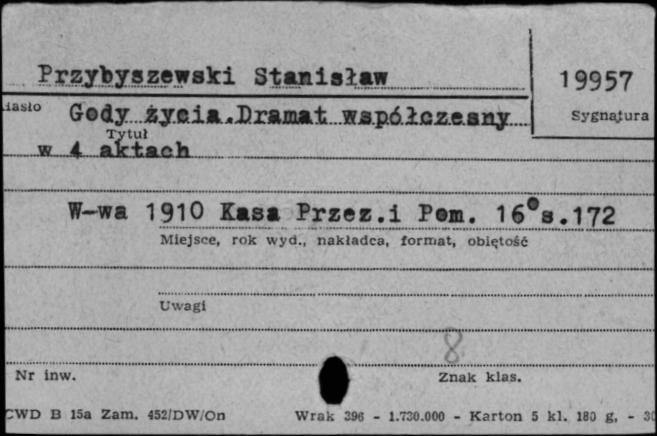 Przybyszewski Stanisław
19957
iasło
Gody życia.Dramat współczesny
Sygnatura
Tytuł
w 4 aktach
W-wa 1910 Kasa Przez.i Pom. 16°s.172
Miejsce, rok wyd., nakładca, format, objętość
Uwagi
8
Nr inw.
Znak klas.
CWD B 15a Zam. 452/DW/On Wrak 396 - 1.730.000 - Karton 5 kl. 180 g, - 30